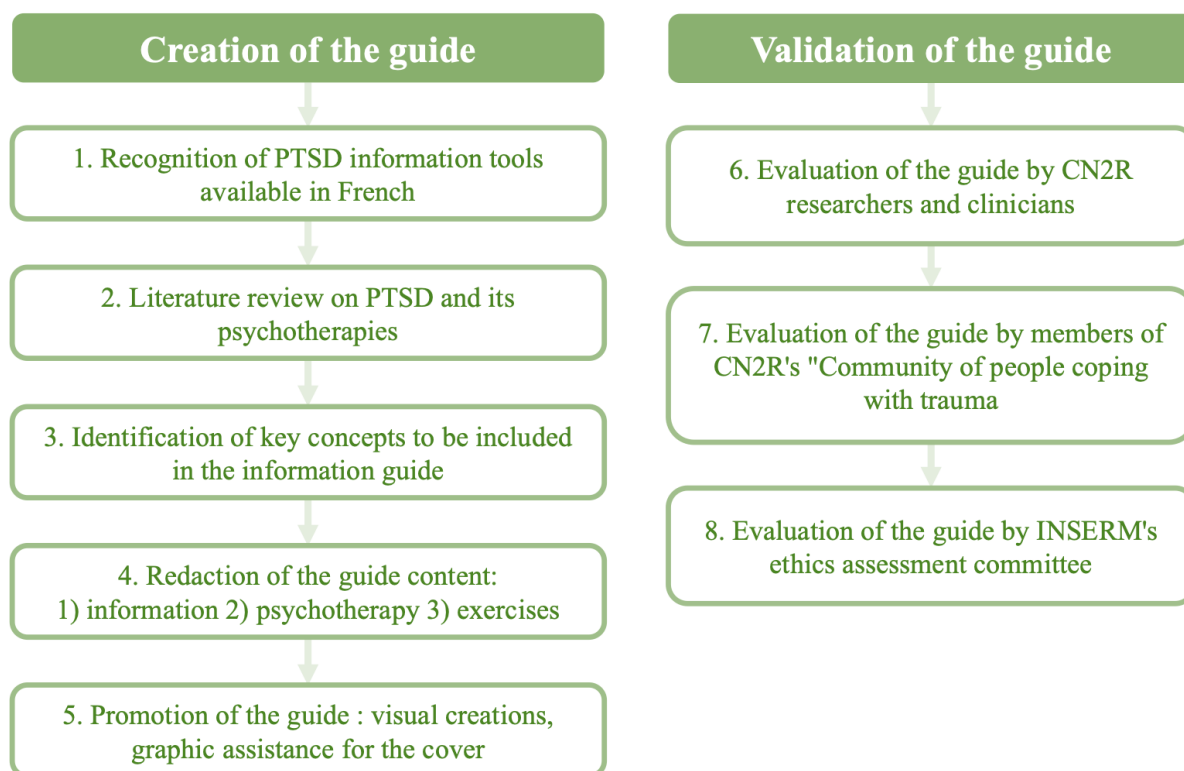 Creation of the guide
1. Recognition of PTSD information tools
available in French
2. Literature review on PTSD and its
psychotherapies
3. Identification of key concepts to be included
in the information guide
4. Redaction of the guide content:
1) information 2) psychotherapy 3) exercises
5. Promotion of the guide : visual creations,
graphic assistance for the cover
Validation of the guide
6. Evaluation of the guide by CN2R
researchers and clinicians
7. Evaluation of the guide by members of
CN2R's "Community of people coping
with trauma
8. Evaluation of the guide by INSERM's
ethics assessment committee